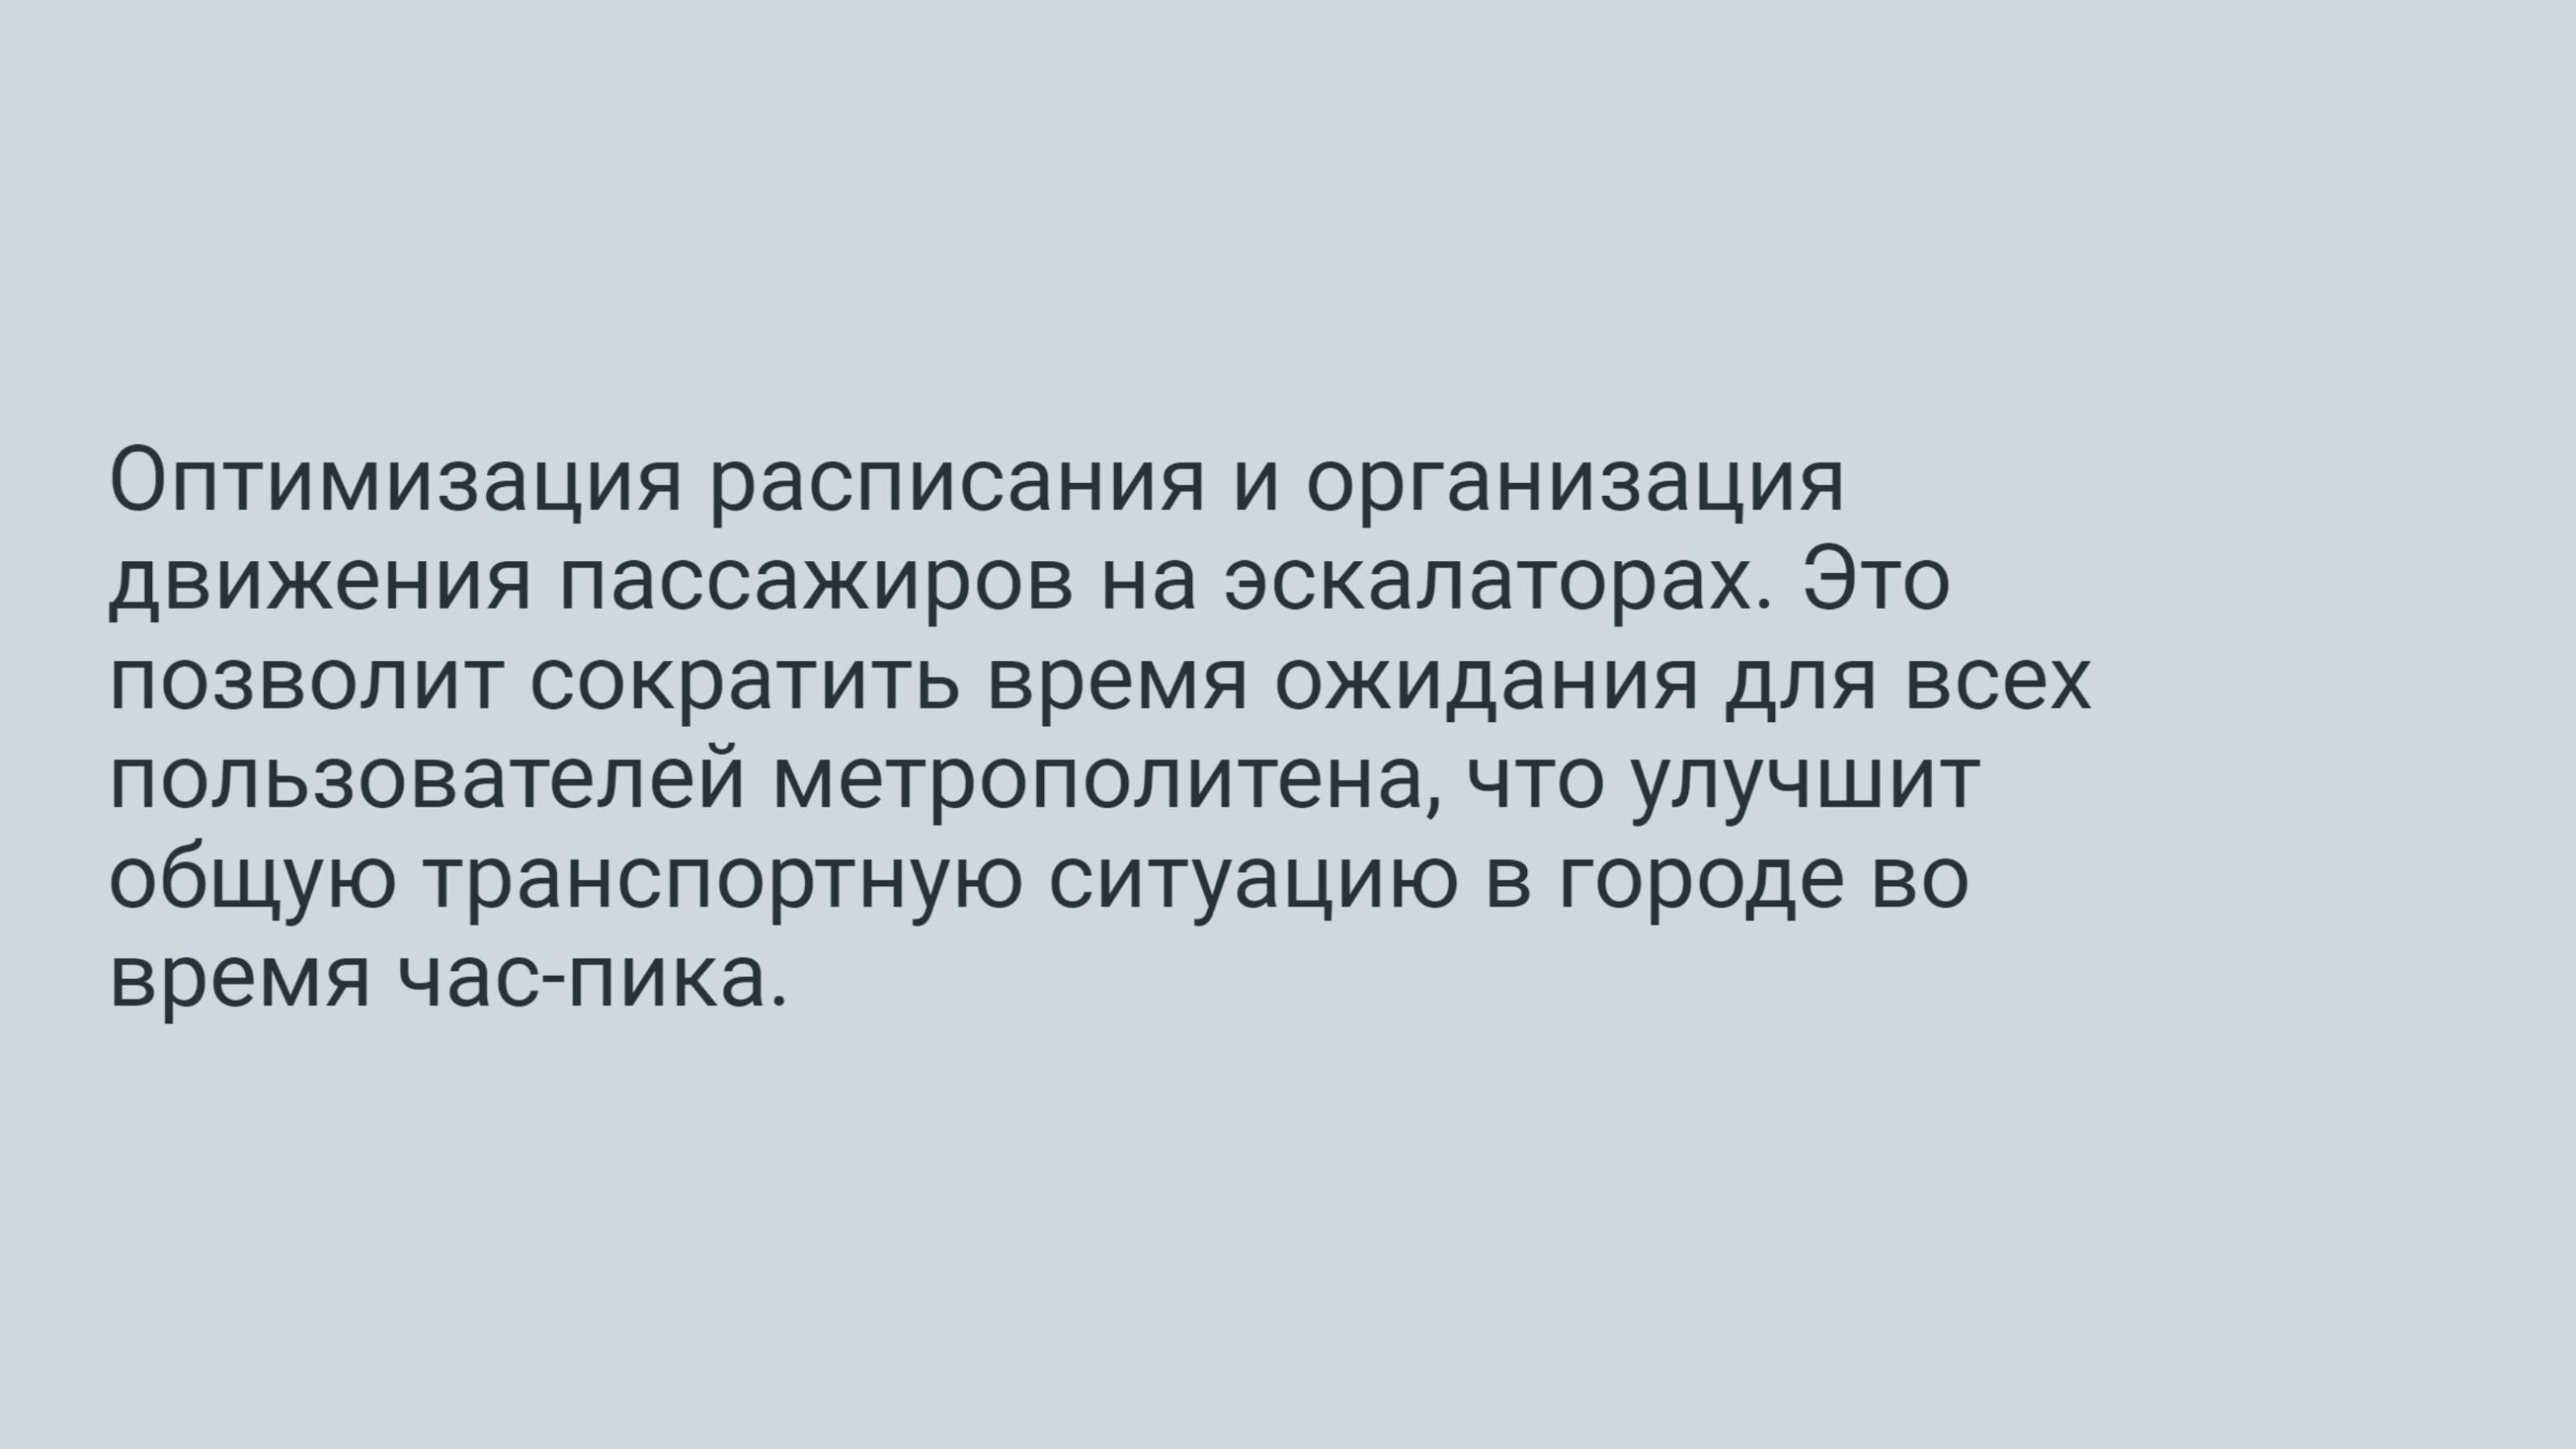 Оптимизация расписания и организация
движения пассажиров на эскалаторах. Это
позволит сократить время ожидания для всех
пользователей метрополитена, что улучшит
общую транспортную ситуацию в городе во
время час-пика.